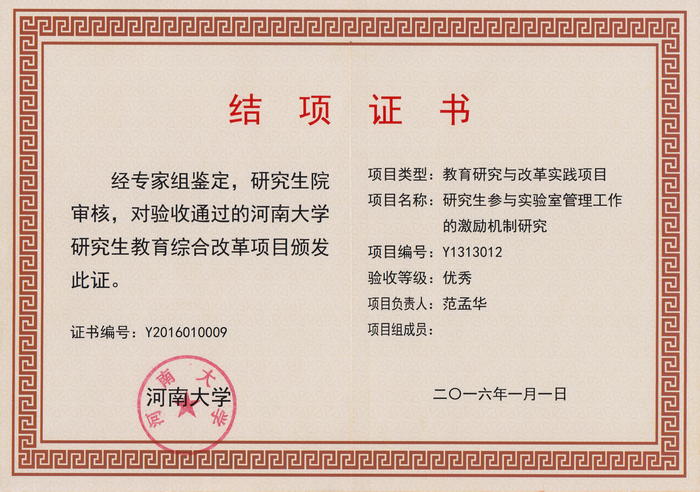 结项证书
经专家组鉴定，研究生院
审核，对验收通过的河南大学
研究生教育综合改革项目颁发
此证。
证书编号：Y2016010009
河南大学
河南大学
项目类型：教育研究与改革实践项目
项目名称：研究生参与实验室管理工作
的激励机制研究
项目编号：Y1313012
验收等级：优秀
项目负责人：范孟华
项目组成员：
二〇一六年一月一日